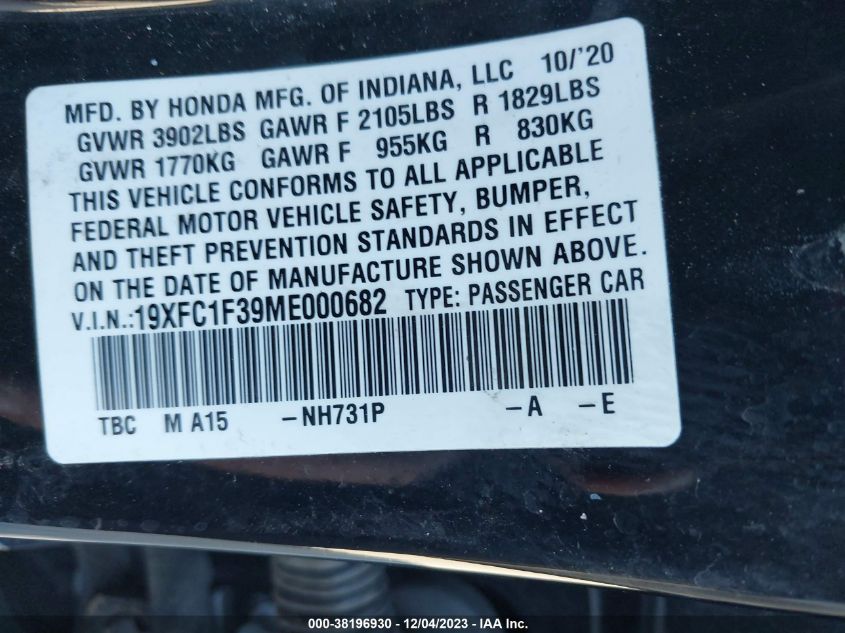 MFD. BY HONDA MFG. OF INDIANA, LLC 10/'20
GVWR 3902LBS GAWR F 2105LBS R 1829LBS
GVWR 1770KG GAWR F 955KG R 830KG
THIS VEHICLE CONFORMS TO ALL APPLICABLE
FEDERAL MOTOR VEHICLE SAFETY, BUMPER,
AND THEFT PREVENTION STANDARDS IN EFFECT
ON THE DATE OF MANUFACTURE SHOWN ABOVE.
V.I.N.:19XFC1F39ME000682 TYPE: PASSENGER CAR
TBC M A15 -NH731P -A -E
000-38196930 - 12/04/2023 - IAA Inc.